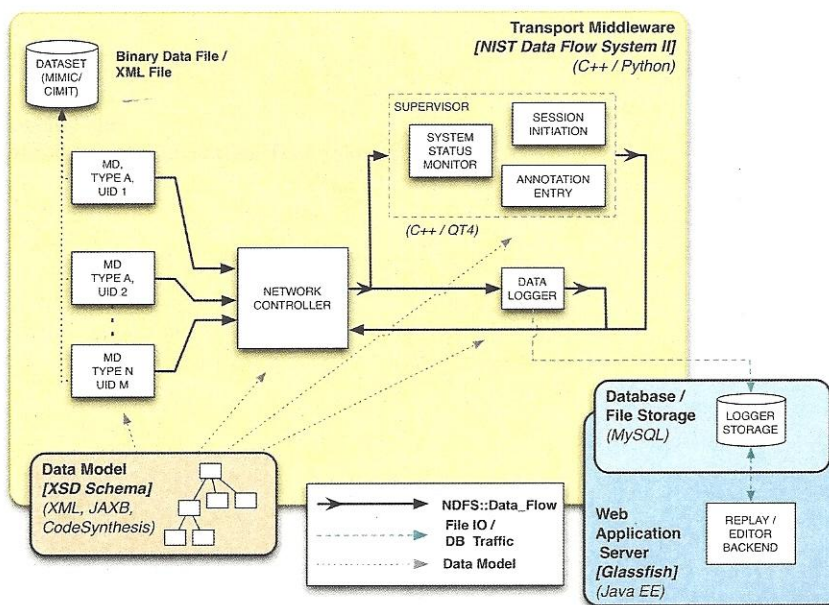 Transport Middleware
[NIST Data Flow System II]
(C++ / Python)
DATASET
(MIMIC/
CIMIT)
Binary Data File /
XML File
SUPERVISOR
SYSTEM
STATUS
MONITOR
SESSION
INITIATION
ANNOTATION
ENTRY
(C++ / QT4)
MD,
TYPE A,
UID 1
MD
TYPE A,
UID 2
MD
TYPE N
UID M
NETWORK
CONTROLLER
DATA
LOGGER
Database /
File Storage
(MySQL)
LOGGER
STORAGE
Data Model
[XSD Schema]
(XML, JAXB,
CodeSynthesis)
NDFS::Data_Flow
File IO /
DB Traffic
Data Model
Web
Application
Server
[Glassfish]
(Java EE)
REPLAY /
EDITOR
BACKEND